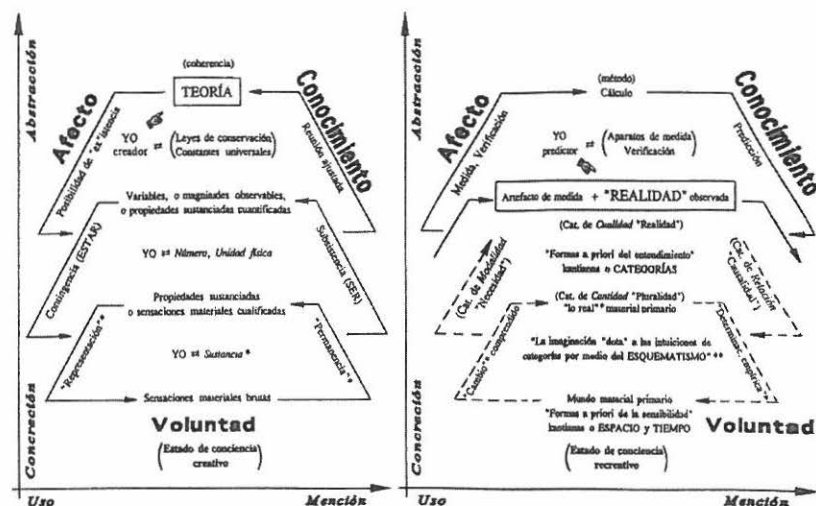 Abstracción
Concreción
Uso
Mención
(coherencia)
TEORÍA
Afecto
Conocimiento
Posibilidad de "ex"istencia
Reunión ajustada
YO
creador ⇄ (Leyes de conservación
Constantes universales)
Variables, o magnitudes observables,
o propiedades sustanciadas cuantificadas
Contingencia (ESTAR)
Subsistencia (SER)
YO ⇄ Número, Unidad física
Propiedades sustanciadas
o sensaciones materiales cualificadas
"Representación"*
"Permanencia"*
YO ⇄ Sustancia*
Sensaciones materiales brutas
Voluntad
(Estado de conciencia
creativo)
Abstracción
Concreción
Uso
Mención
(método)
Cálculo
Afecto
Conocimiento
Medida, Verificación
Predicción
YO
predictor ⇄ (Aparatos de medida
Verificación)
Artefacto de medida + "REALIDAD" observada
(Cat. de Cualidad "Realidad")
(Cat. de Modalidad
"Necesidad")
(Cat. de Relación
"Causalidad")
"Formas a priori del entendimiento"
kantianas o CATEGORÍAS
(Cat. de Cantidad "Pluralidad")
"lo real"* material primario
"Cambio"* comprendido
"Determinac. empírica"*
"La imaginación "dota" a las intuiciones de
categorías por medio del ESQUEMATISMO"**
Mundo material primario
"Formas a priori de la sensibilidad"
kantianas o ESPACIO y TIEMPO
Voluntad
(Estado de conciencia
recreativo)